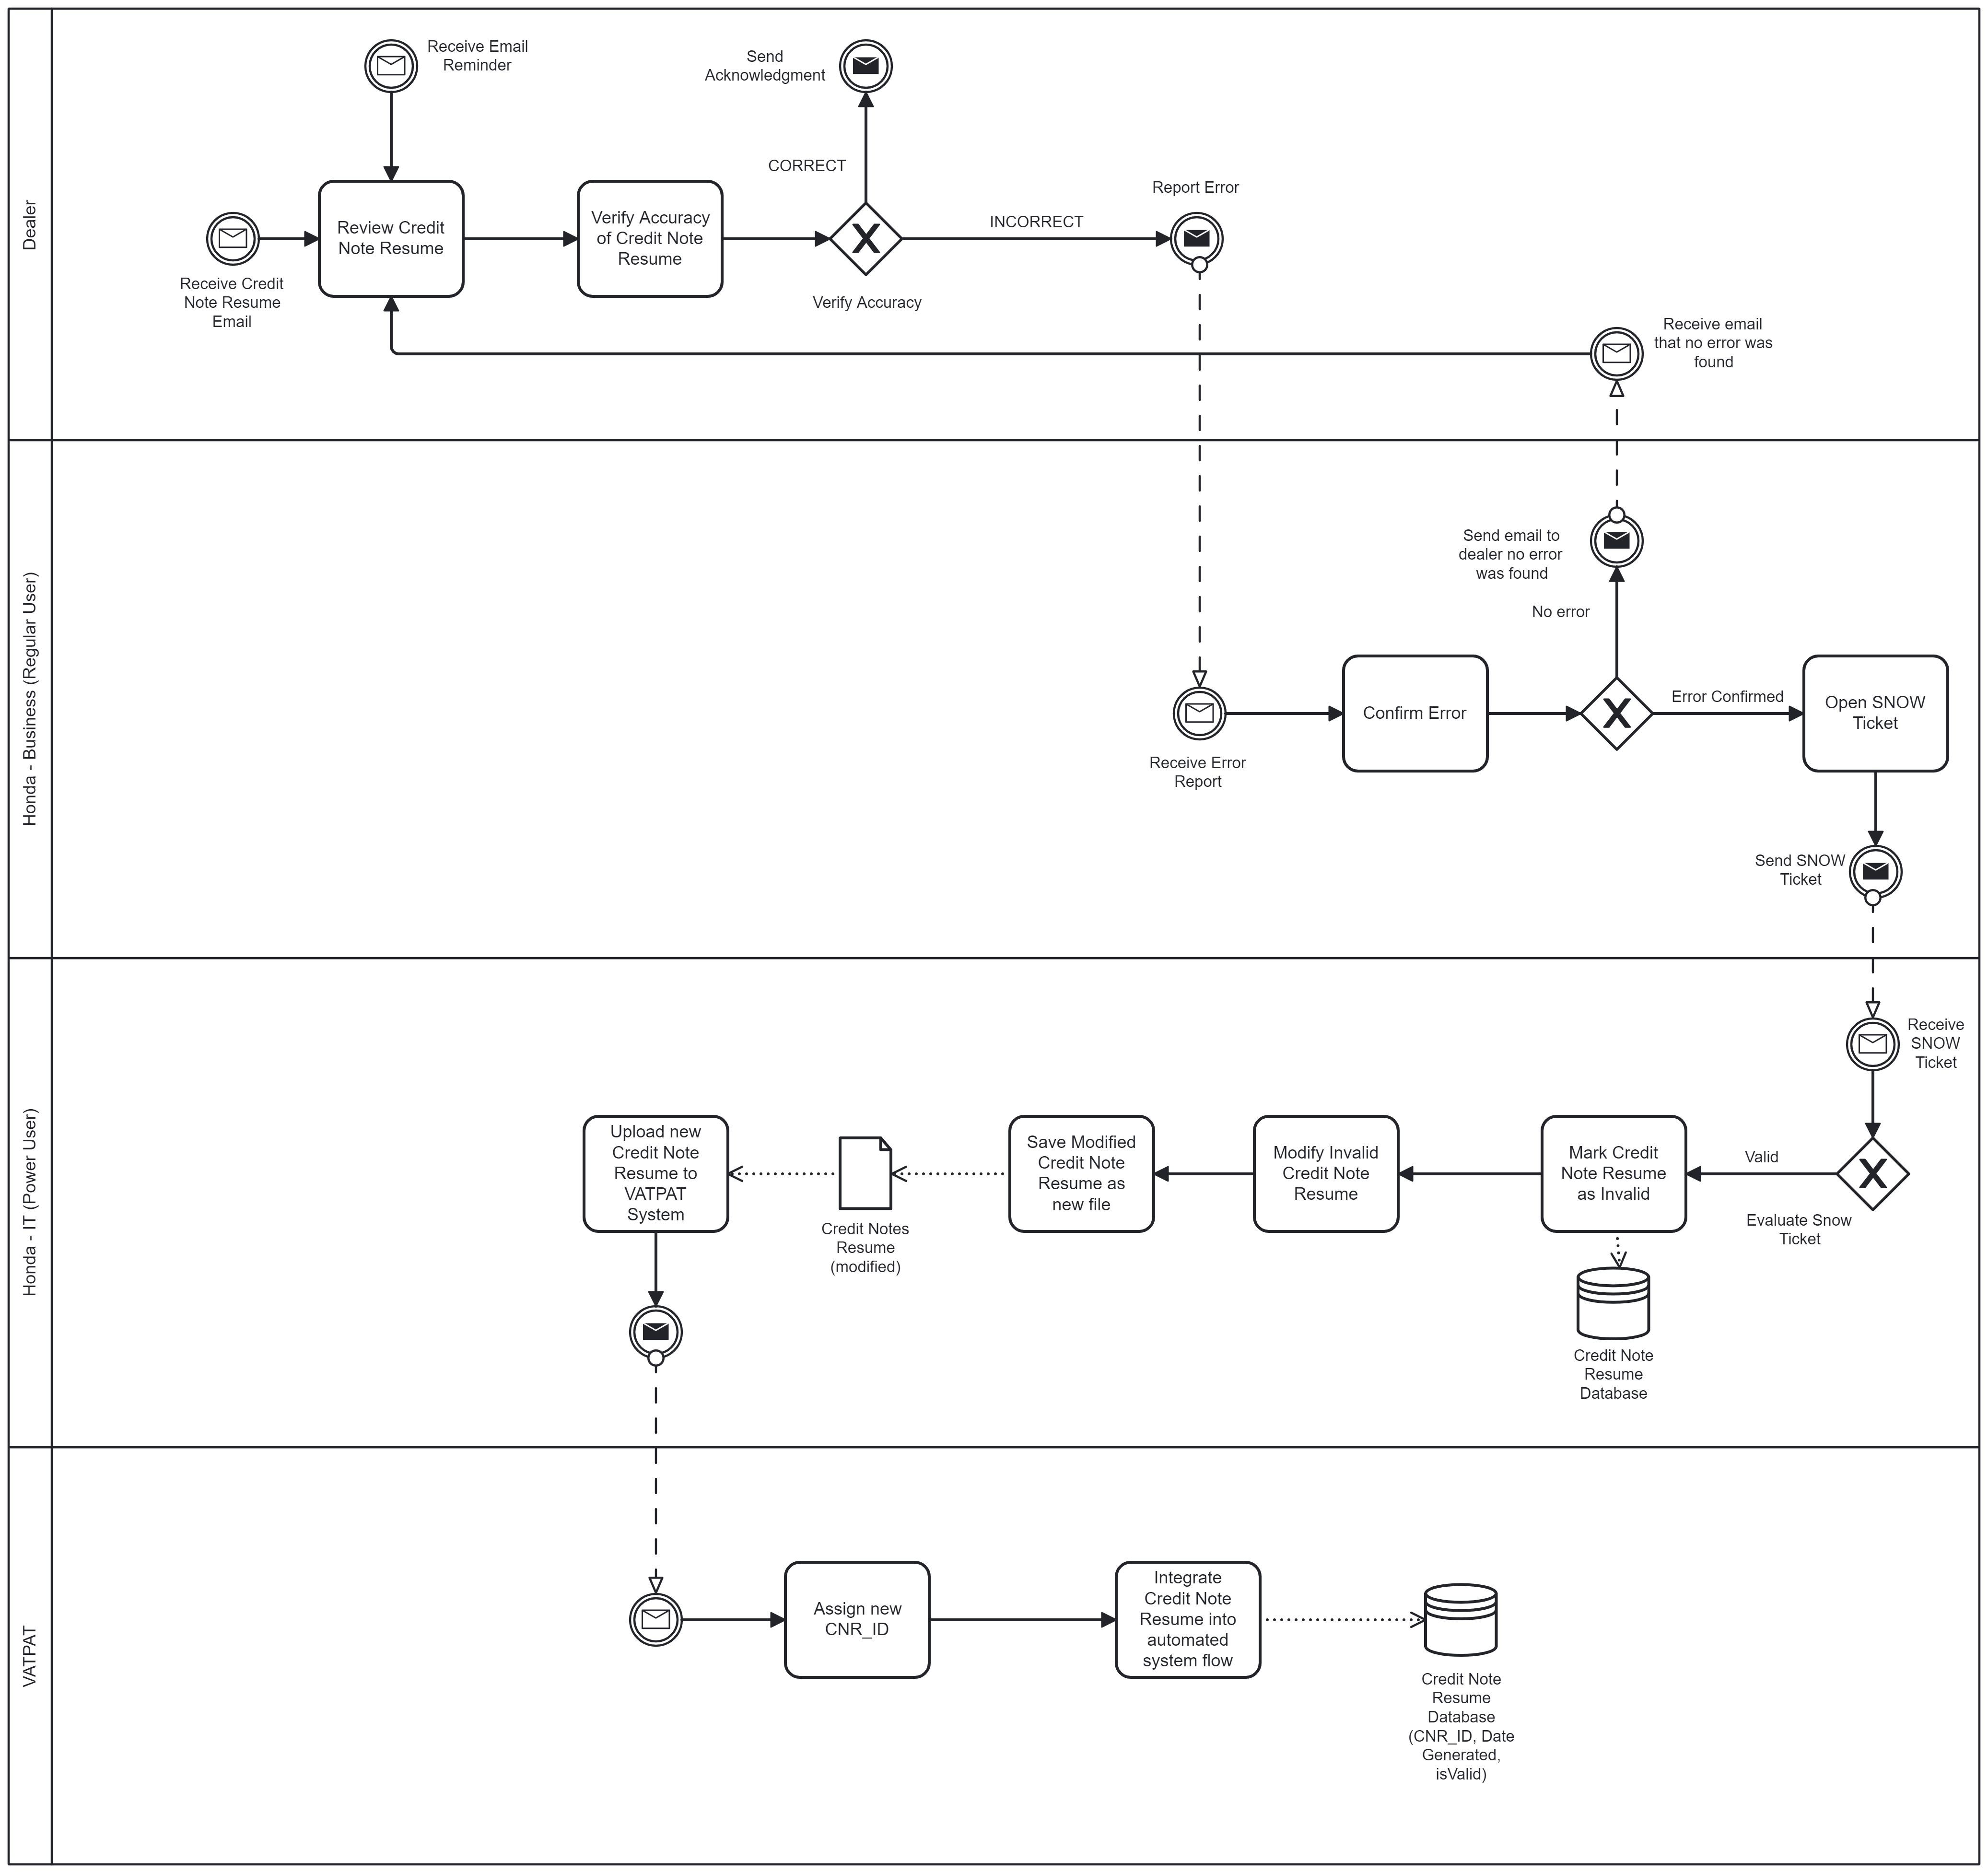 Dealer
Receive Email
Reminder
Send
Acknowledgment
CORRECT
Report Error
Review Credit
Note Resume
Verify Accuracy
of Credit Note
Resume
INCORRECT
Receive Credit
Note Resume
Email
Verify Accuracy
Receive email
that no error was
found
Honda - Business (Regular User)
Send email to
dealer no error
was found
No error
Confirm Error
Error Confirmed
Open SNOW
Ticket
Receive Error
Report
Send SNOW
Ticket
Honda - IT (Power User)
Receive
SNOW
Ticket
Upload new
Credit Note
Resume to
VATPAT
System
Credit Notes
Resume
(modified)
Save Modified
Credit Note
Resume as
new file
Modify Invalid
Credit Note
Resume
Mark Credit
Note Resume
as Invalid
Valid
Evaluate Snow
Ticket
Credit Note
Resume
Database
VATPAT
Assign new
CNR_ID
Integrate
Credit Note
Resume into
automated
system flow
Credit Note
Resume
Database
(CNR_ID, Date
Generated,
isValid)